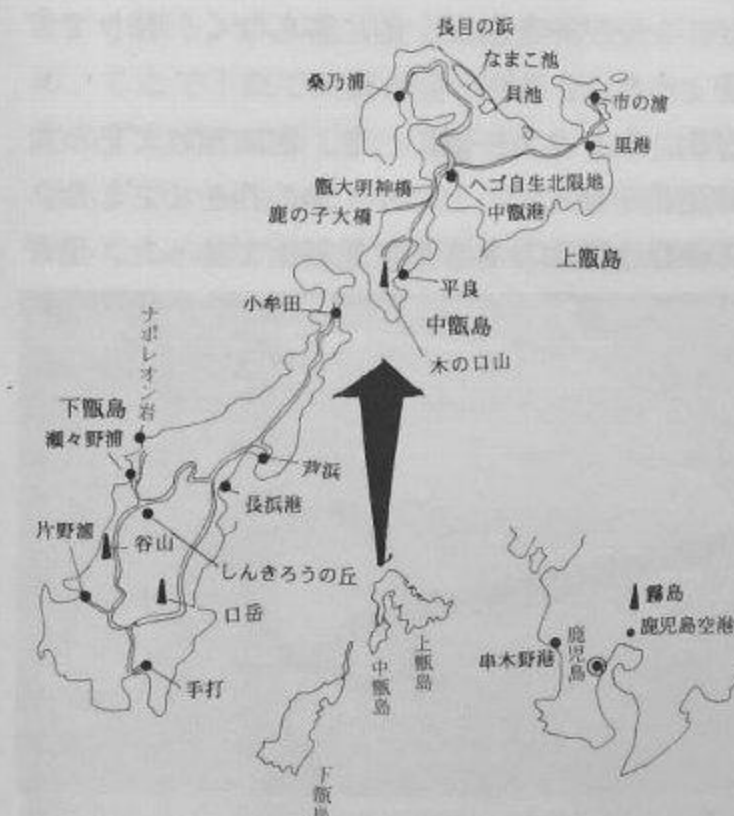 長目の浜
なまこ池
貝池
桑乃浦
市の浦
里港
甑大明神橋
ヘゴ自生北限地
鹿の子大橋
中甑港
上甑島
平良
小牟田
中甑島
木の口山
ナポレオン岩
下甑島
瀬々野浦
芦浜
長浜港
片野浦
谷山
しんきろうの丘
口岳
手打
上甑島
中甑島
下甑島
霧島
鹿児島空港
鹿児島
串木野港